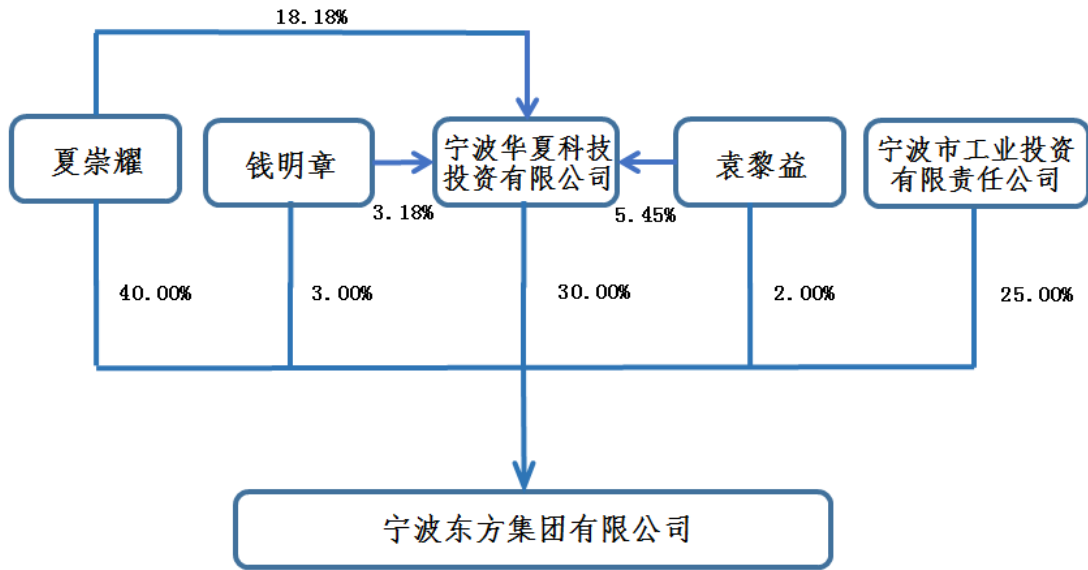 18.18%
夏崇耀
钱明章
宁波华夏科技
投资有限公司
袁黎益
宁波市工业投资
有限责任公司
3.18%
5.45%
40.00%
3.00%
30.00%
2.00%
25.00%
宁波东方集团有限公司